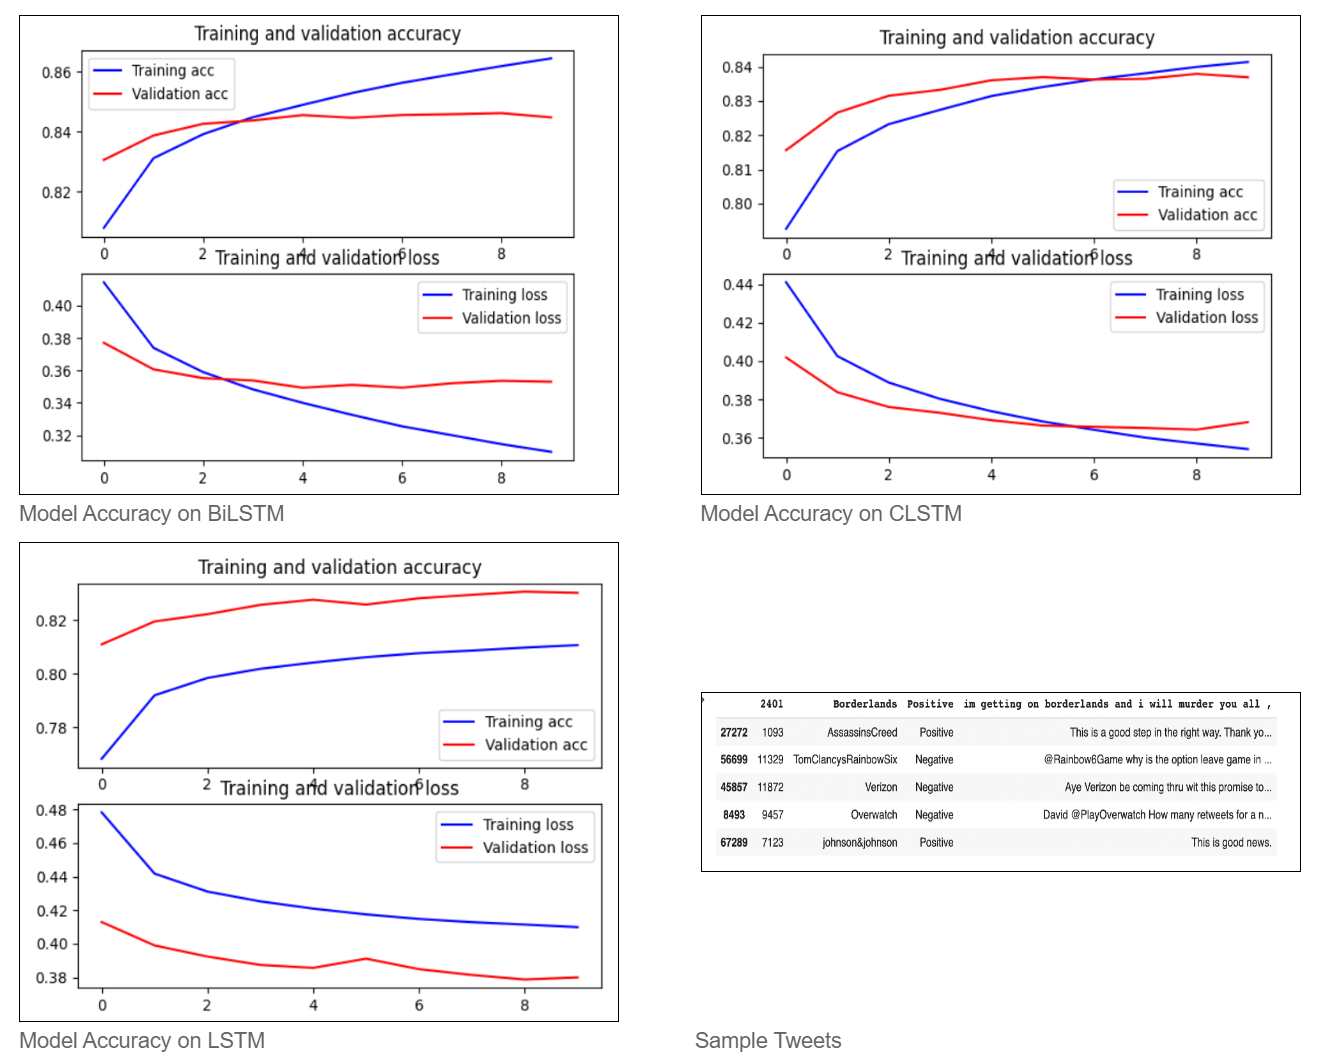 Training and validation accuracy
0.86
0.84
0.82
Training acc
Validation acc
0 2 4 6 8
Training and validation loss
0.40
0.38
0.36
0.34
0.32
Training loss
Validation loss
0 2 4 6 8
Model Accuracy on BiLSTM
Training and validation accuracy
0.84
0.83
0.82
0.81
0.80
Training acc
Validation acc
0 2 4 6 8
Training and validation loss
0.44
0.42
0.40
0.38
0.36
Training loss
Validation loss
0 2 4 6 8
Model Accuracy on CLSTM
Training and validation accuracy
0.82
0.80
0.78
Training acc
Validation acc
0 2 4 6 8
Training and validation loss
0.48
0.46
0.44
0.42
0.40
0.38
Training loss
Validation loss
0 2 4 6 8
Model Accuracy on LSTM
2401 Borderlands Positive im getting on borderlands and i will murder you all ,
27272 1093 AssassinsCreed Positive This is a good step in the right way. Thank yo...
56699 11329 TomClancysRainbowSix Negative @Rainbow6Game why is the option leave game in ...
45857 11872 Verizon Negative Aye Verizon be coming thru wit this promise to...
8493 9457 Overwatch Negative David @PlayOverwatch How many retweets for a n...
67289 7123 johnson&johnson Positive This is good news.
Sample Tweets